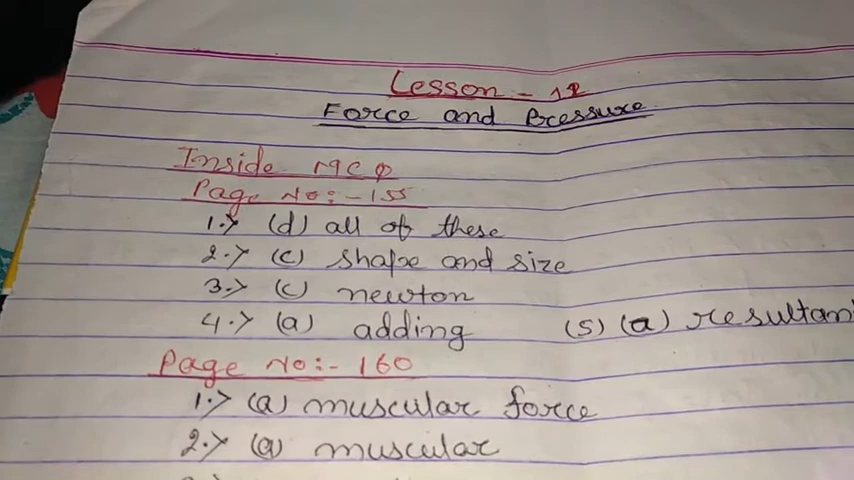 Lesson - 12
Force and Pressure
Inside MCQ
Page No:- 155
1.> (d) all of these
2.> (c) shape and size
3.> (c) newton
4.> (a) adding (5) (a) resultant
Page No:- 160
1.> (a) muscular force
2.> (a) muscular